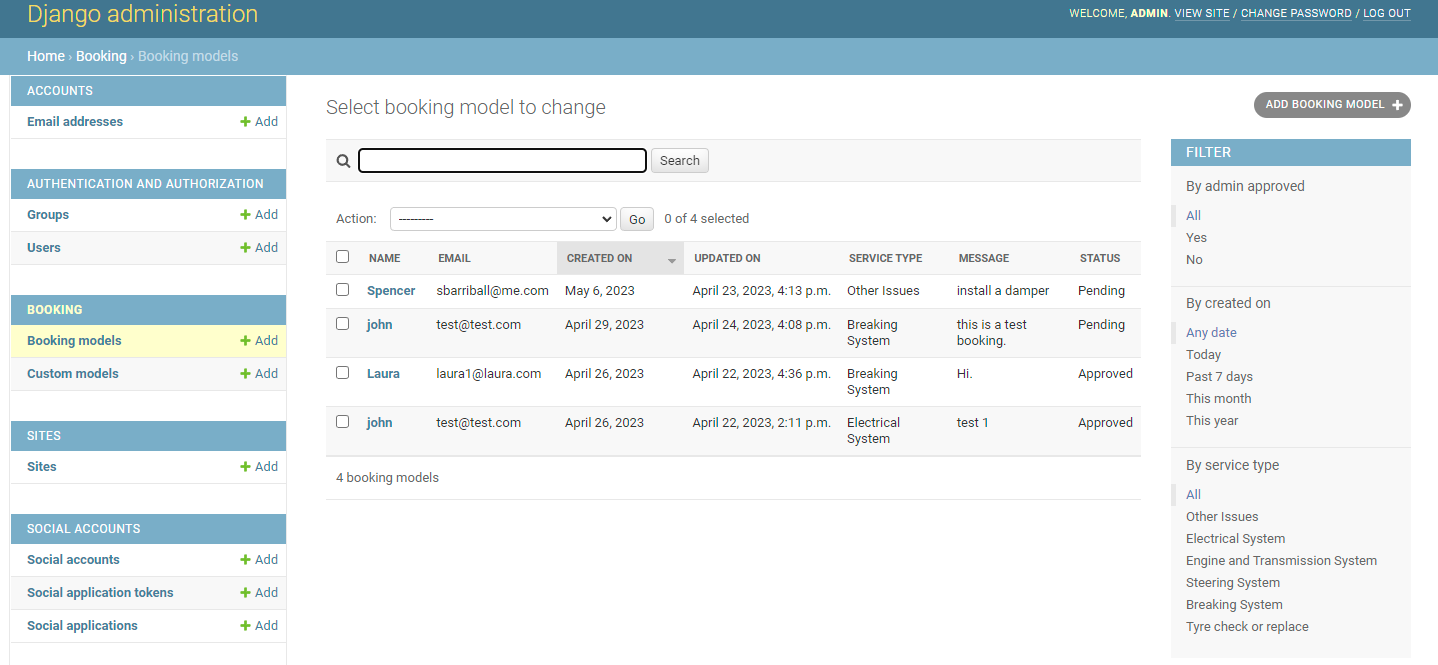 Django administration
WELCOME, ADMIN. VIEW SITE / CHANGE PASSWORD / LOG OUT
Home › Booking › Booking models
ACCOUNTS
Email addresses + Add
AUTHENTICATION AND AUTHORIZATION
Groups + Add
Users + Add
BOOKING
Booking models + Add
Custom models + Add
SITES
Sites + Add
SOCIAL ACCOUNTS
Social accounts + Add
Social application tokens + Add
Social applications + Add
Select booking model to change
ADD BOOKING MODEL +
Search
Action: --------- Go 0 of 4 selected
NAME EMAIL CREATED ON UPDATED ON SERVICE TYPE MESSAGE STATUS
Spencer sbarriball@me.com May 6, 2023 April 23, 2023, 4:13 p.m. Other Issues install a damper Pending
john test@test.com April 29, 2023 April 24, 2023, 4:08 p.m. Breaking this is a test Pending
System booking.
Laura laura1@laura.com April 26, 2023 April 22, 2023, 4:36 p.m. Breaking Hi. Approved
System
john test@test.com April 26, 2023 April 22, 2023, 2:11 p.m. Electrical test 1 Approved
System
4 booking models
FILTER
By admin approved
All
Yes
No
By created on
Any date
Today
Past 7 days
This month
This year
By service type
All
Other Issues
Electrical System
Engine and Transmission System
Steering System
Breaking System
Tyre check or replace